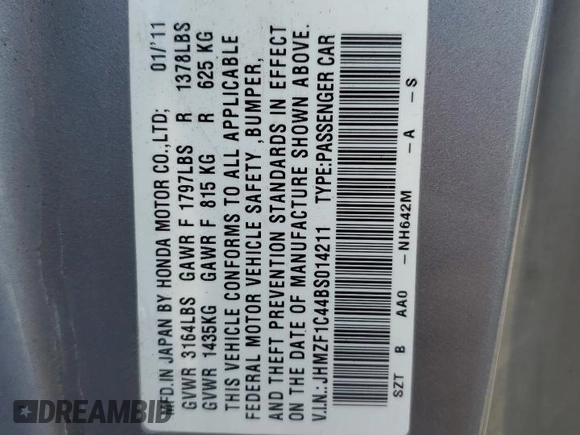 MFD.IN JAPAN BY HONDA MOTOR CO.,LTD; 01/'11
GVWR 3164LBS GAWR F 1797LBS R 1378LBS
GVWR 1435KG GAWR F 815 KG R 625 KG
THIS VEHICLE CONFORMS TO ALL APPLICABLE
FEDERAL MOTOR VEHICLE SAFETY ,BUMPER,
AND THEFT PREVENTION STANDARDS IN EFFECT
ON THE DATE OF MANUFACTURE SHOWN ABOVE.
V.I.N.:JHMZF1C44BS014211 TYPE:PASSENGER CAR
SZT B AA0 -NH642M -A -S
DREAMBID